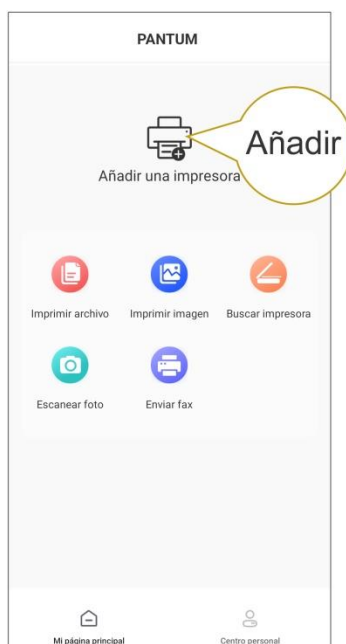 PANTUM
Añadir
Añadir una impresora
Imprimir archivo
Imprimir imagen
Buscar impresora
Escanear foto
Enviar fax
Mi página principal
Centro personal